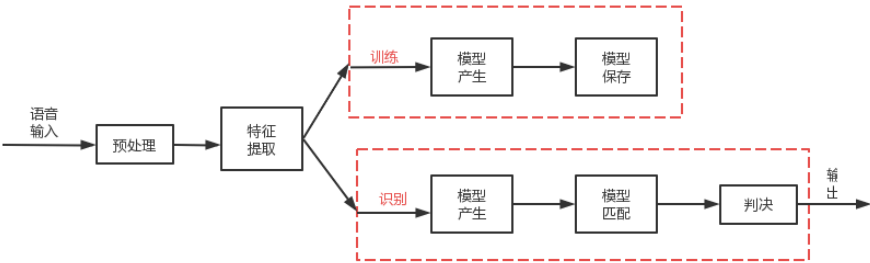 语音
输入
预处理
特征
提取
训练
模型
产生
模型
保存
识别
模型
产生
模型
匹配
判决
输
出